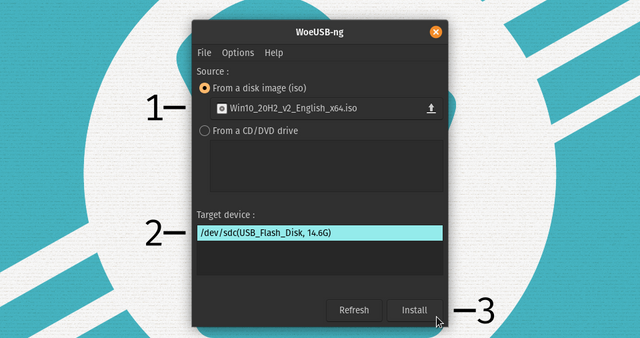 WoeUSB-ng
File Options Help
Source :
From a disk image (iso)
1
Win10_20H2_v2_English_x64.iso
From a CD/DVD drive
Target device :
2
/dev/sdc(USB_Flash_Disk, 14.6G)
Refresh Install
3